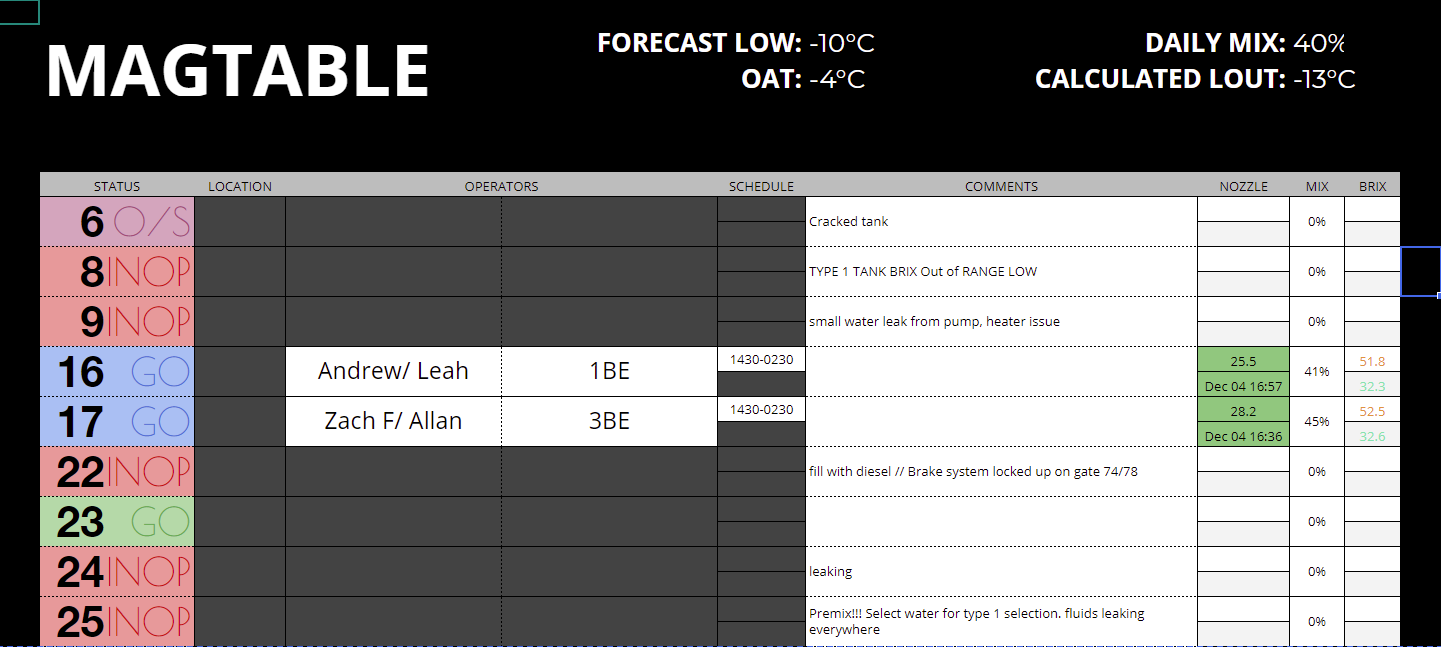 MAGTABLE
FORECAST LOW: -10°C
OAT: -4°C
DAILY MIX: 40%
CALCULATED LOUT: -13°C
STATUS LOCATION OPERATORS SCHEDULE COMMENTS NOZZLE MIX BRIX
6 O/S Cracked tank 0%
8 INOP TYPE 1 TANK BRIX Out of RANGE LOW 0%
9 INOP small water leak from pump, heater issue 0%
16 GO Andrew/ Leah 1BE 1430-0230 25.5 41% 51.8
Dec 04 16:57 32.3
17 GO Zach F/ Allan 3BE 1430-0230 28.2 45% 52.5
Dec 04 16:36 32.6
22 INOP fill with diesel // Brake system locked up on gate 74/78 0%
23 GO 0%
24 INOP leaking 0%
25 INOP Premix!!! Select water for type 1 selection. fluids leaking
everywhere 0%